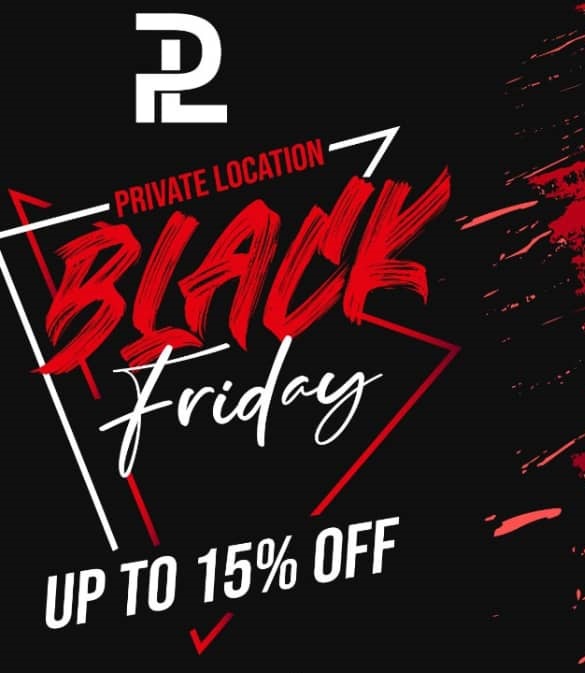 PL
PRIVATE LOCATION
BLACK
Friday
UP TO 15% OFF